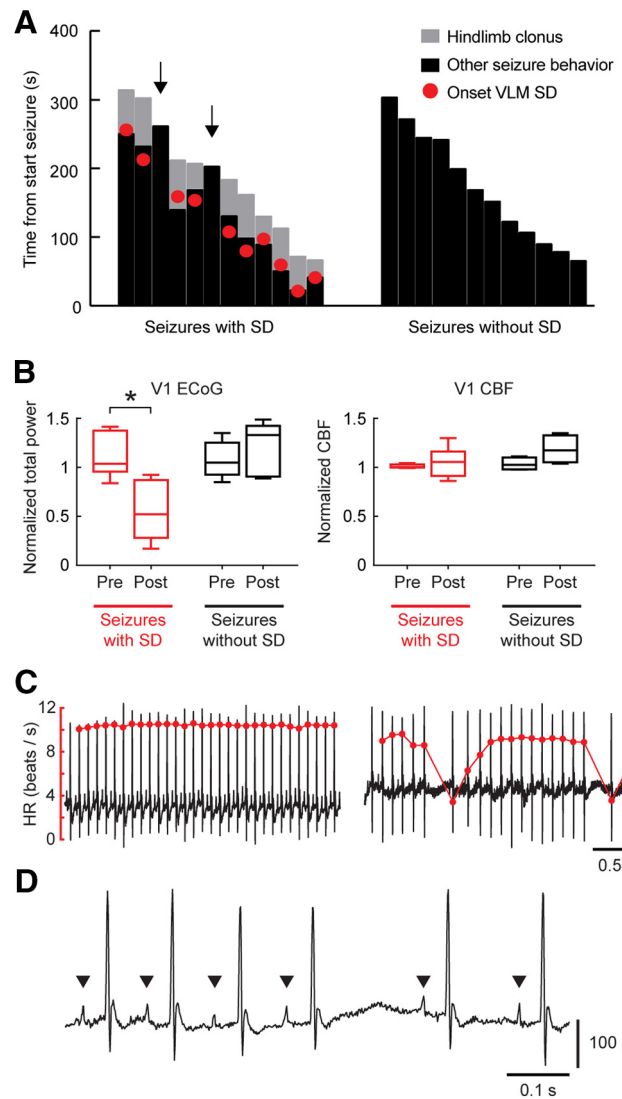 A
Time from start seizure (s)
400
300
200
100
0
Hindlimb clonus
Other seizure behavior
Onset VLM SD
Seizures with SD
Seizures without SD
B
V1 ECoG
Normalized total power
1.5
1
0.5
0
*
Pre Post Pre Post
Seizures with SD
Seizures without SD
V1 CBF
Normalized CBF
1.5
1
0.5
0
Pre Post Pre Post
Seizures with SD
Seizures without SD
C
HR (beats / s)
12
8
4
0
0.5
D
100
0.1 s